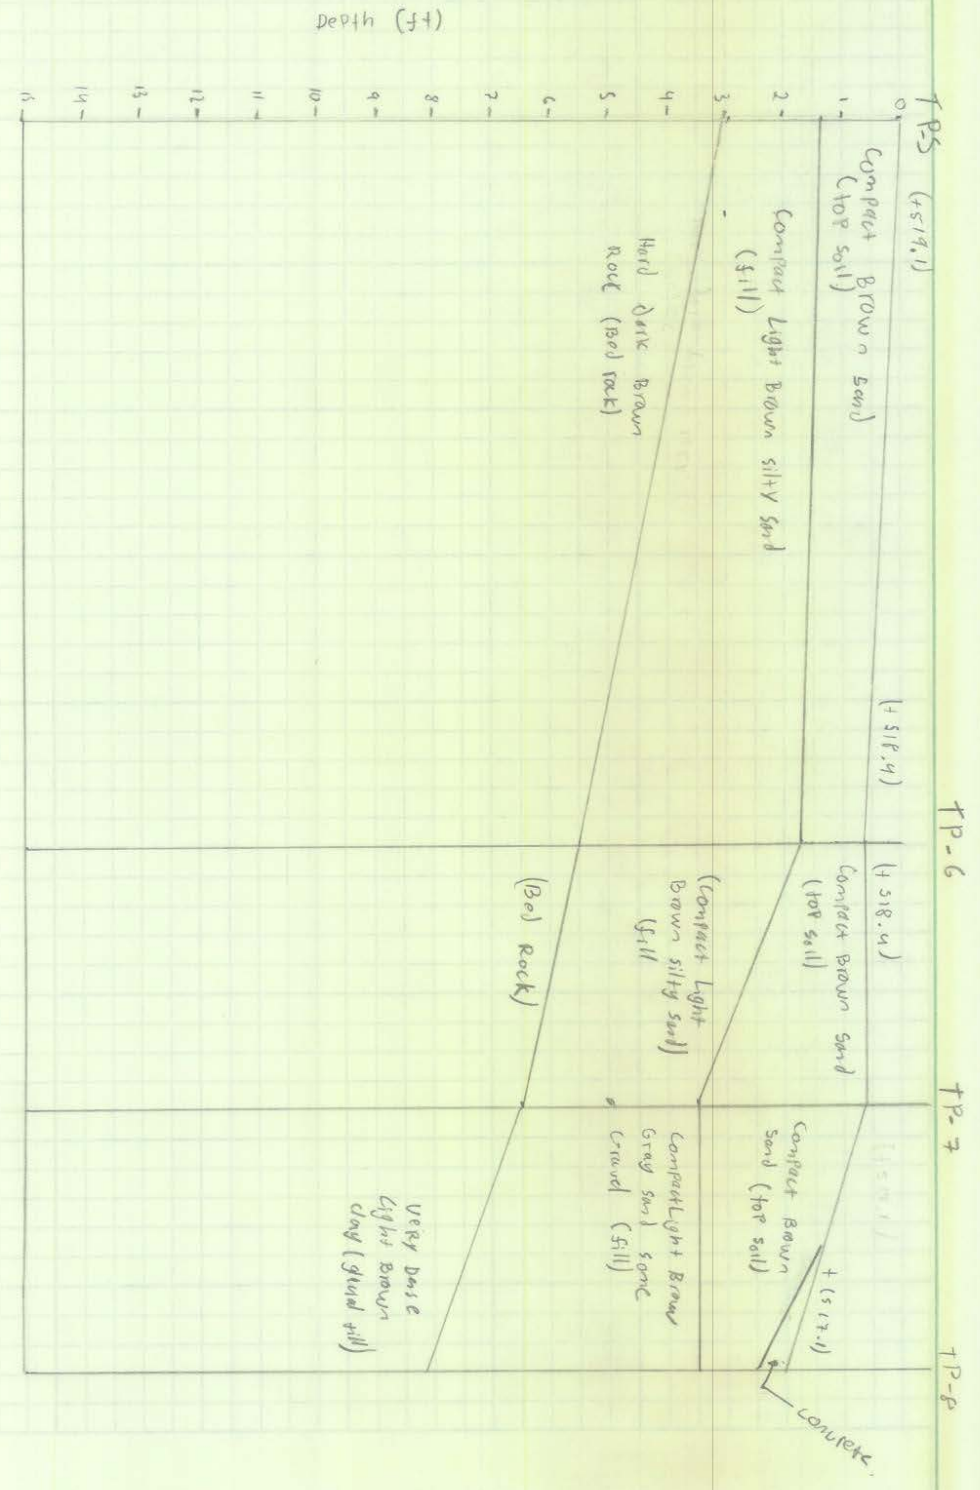 TP-5
(+519.1)
TP-6
(+518.4)
(+518.4)
TP-7
TP-8
+(517.1)
concrete
Depth (ft)
0
1
2
3
4
5
6
7
8
9
10
11
12
13
14
15
Compact Brown Sand
(top soil)
Compact Light Brown silty sand
(fill)
Hard dark Brown
Rock (Bed rock)
Compact Brown Sand
(top soil)
(Compact Light
Brown silty sand)
(fill
(Bed Rock)
Compact Brown
Sand (top soil)
Compact Light Brown
Gray sand some
Gravel (fill)
Very Dense
Light Brown
clay (glacial till)